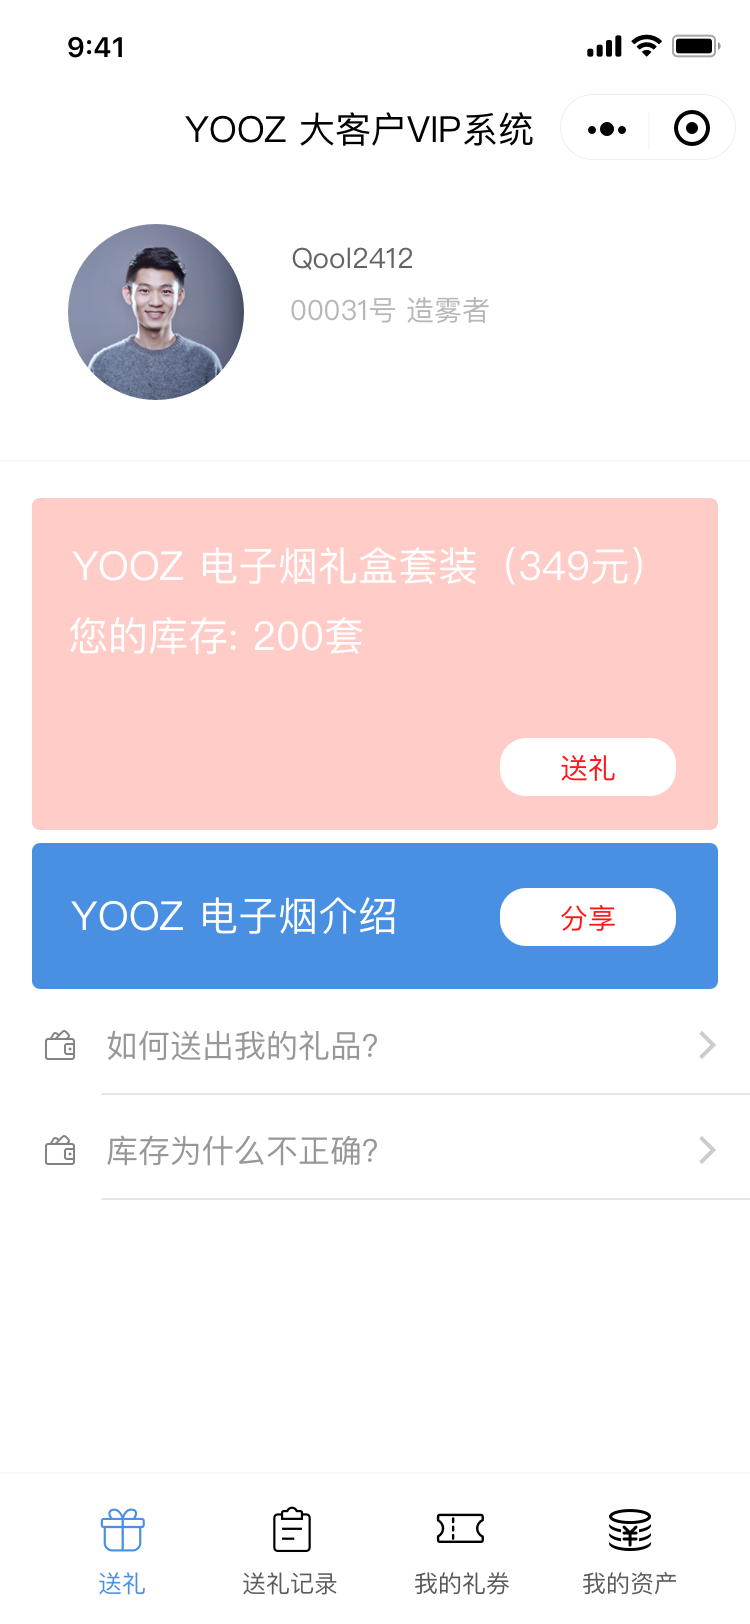 9:41
YOOZ 大客户VIP系统
Qool2412
00031号 造雾者
YOOZ 电子烟礼盒套装（349元）
您的库存: 200套
送礼
YOOZ 电子烟介绍
分享
如何送出我的礼品?
库存为什么不正确?
送礼
送礼记录
我的礼券
我的资产